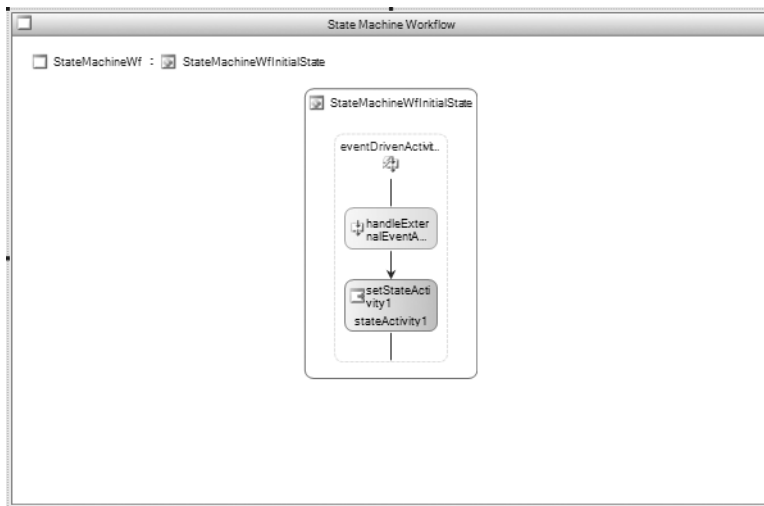 State Machine Workflow
StateMachineWf : StateMachineWfInitialState
StateMachineWfInitialState
eventDrivenActivit...
handleExter
nalEventA...
setStateActi
vity1
stateActivity1